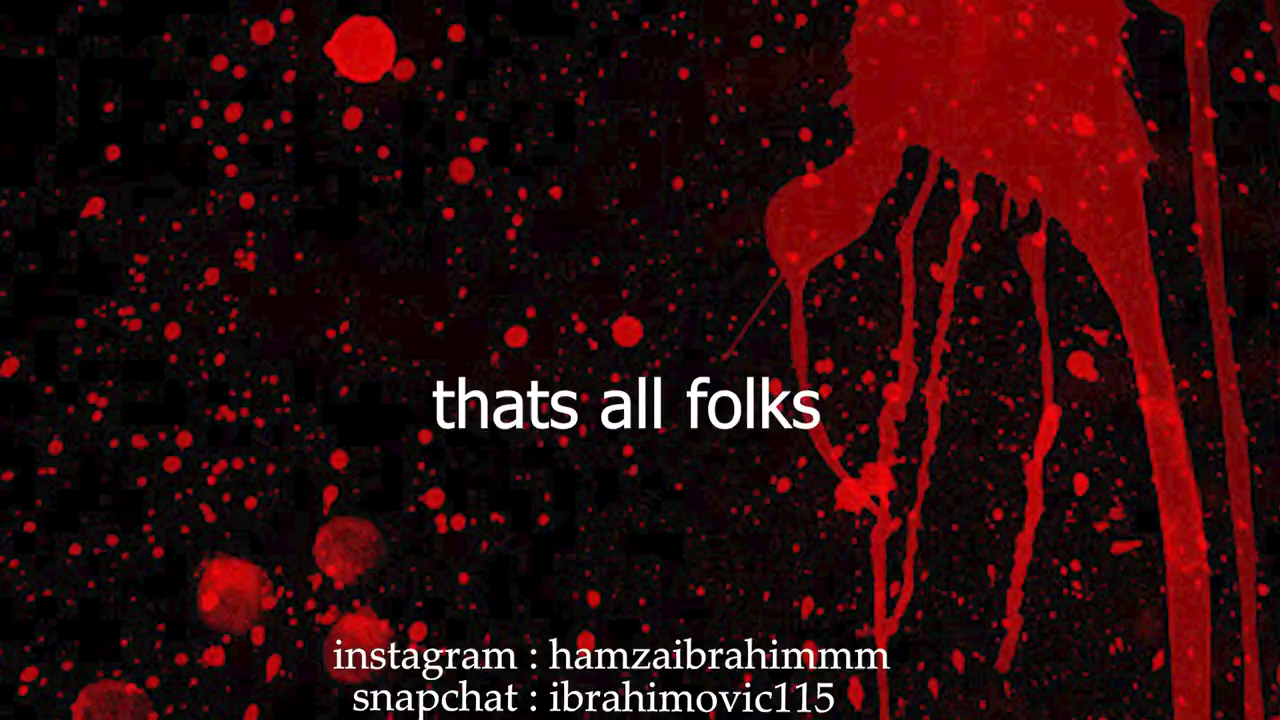 thats all folks
instagram : hamzaibrahimmm
snapchat : ibrahimovic115